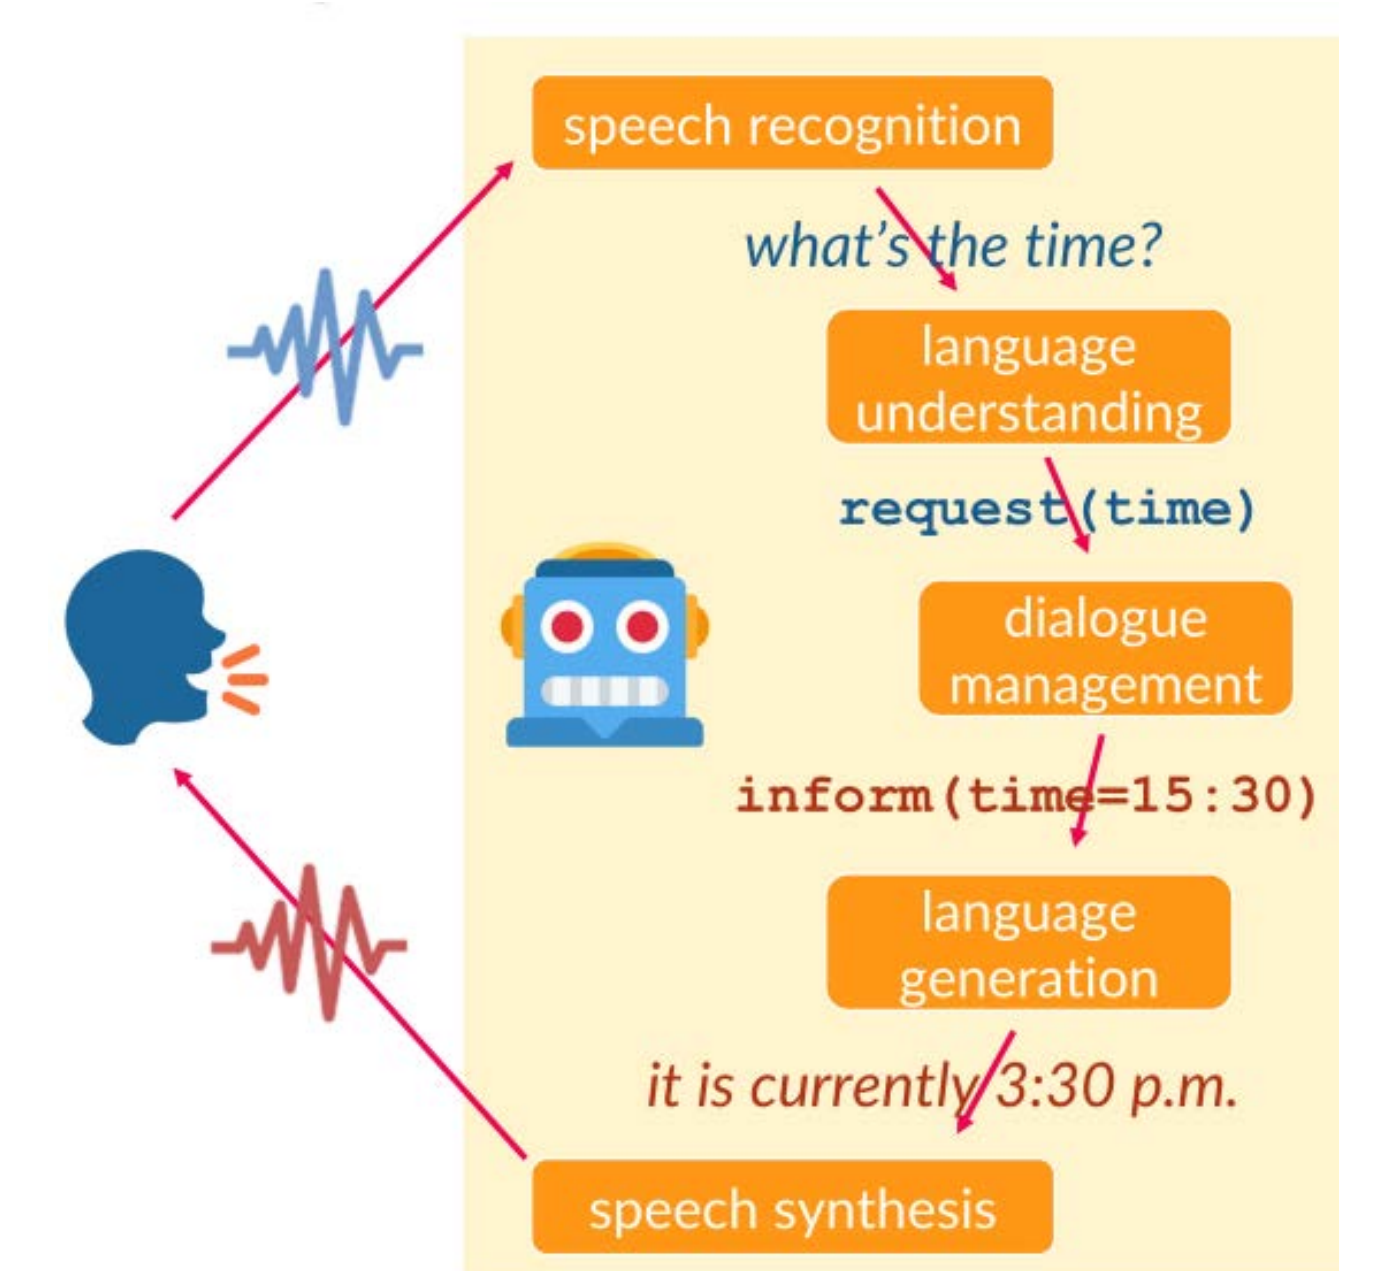 speech recognition
what's the time?
language
understanding
request(time)
dialogue
management
inform(time=15:30)
language
generation
it is currently 3:30 p.m.
speech synthesis